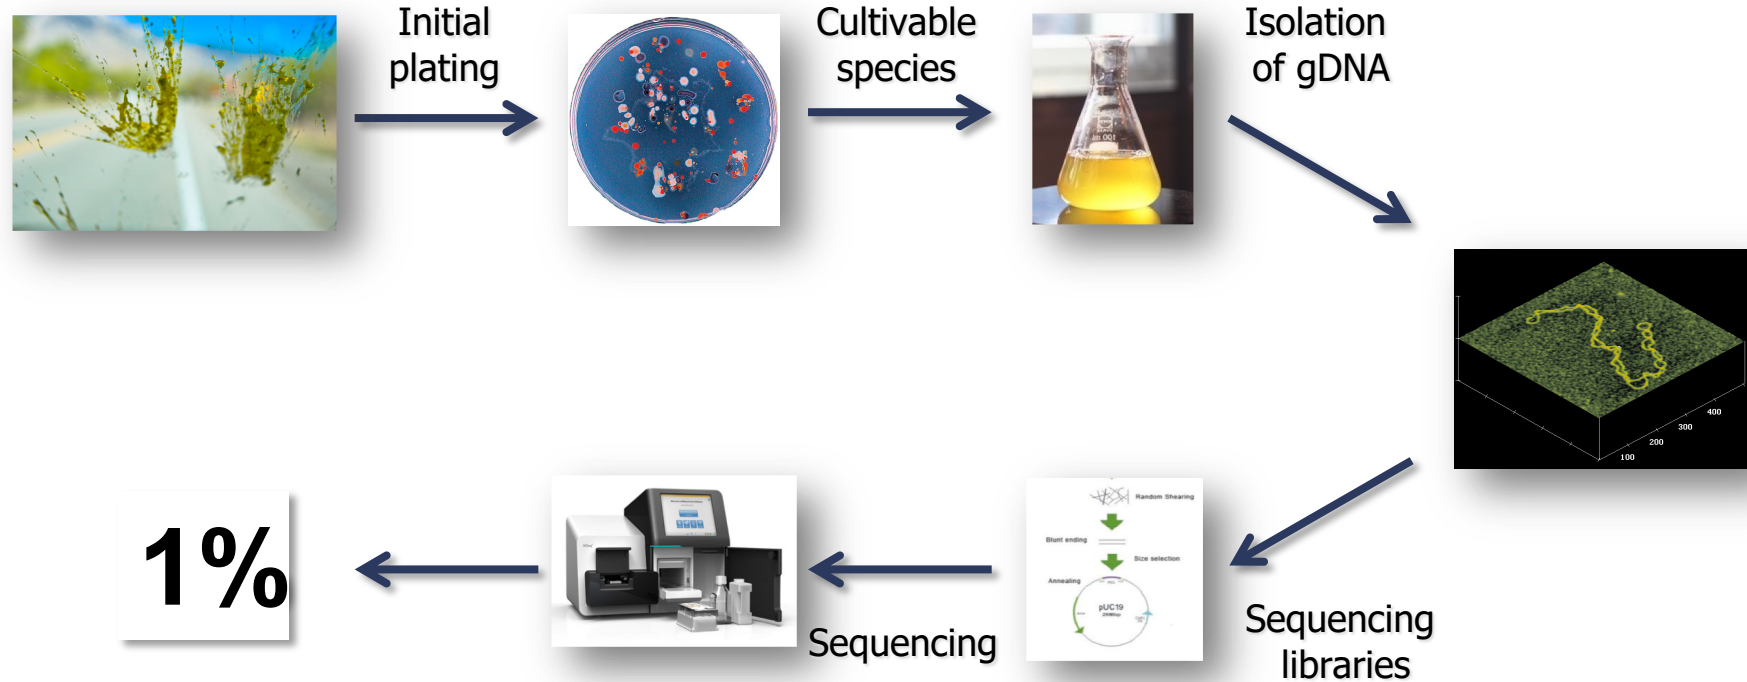 Initial
plating
Cultivable
species
Isolation
of gDNA
100
200
300
400
Random Shearing
Blunt ending
Size selection
Annealing
pUC19
Sequencing
libraries
Sequencing
1%